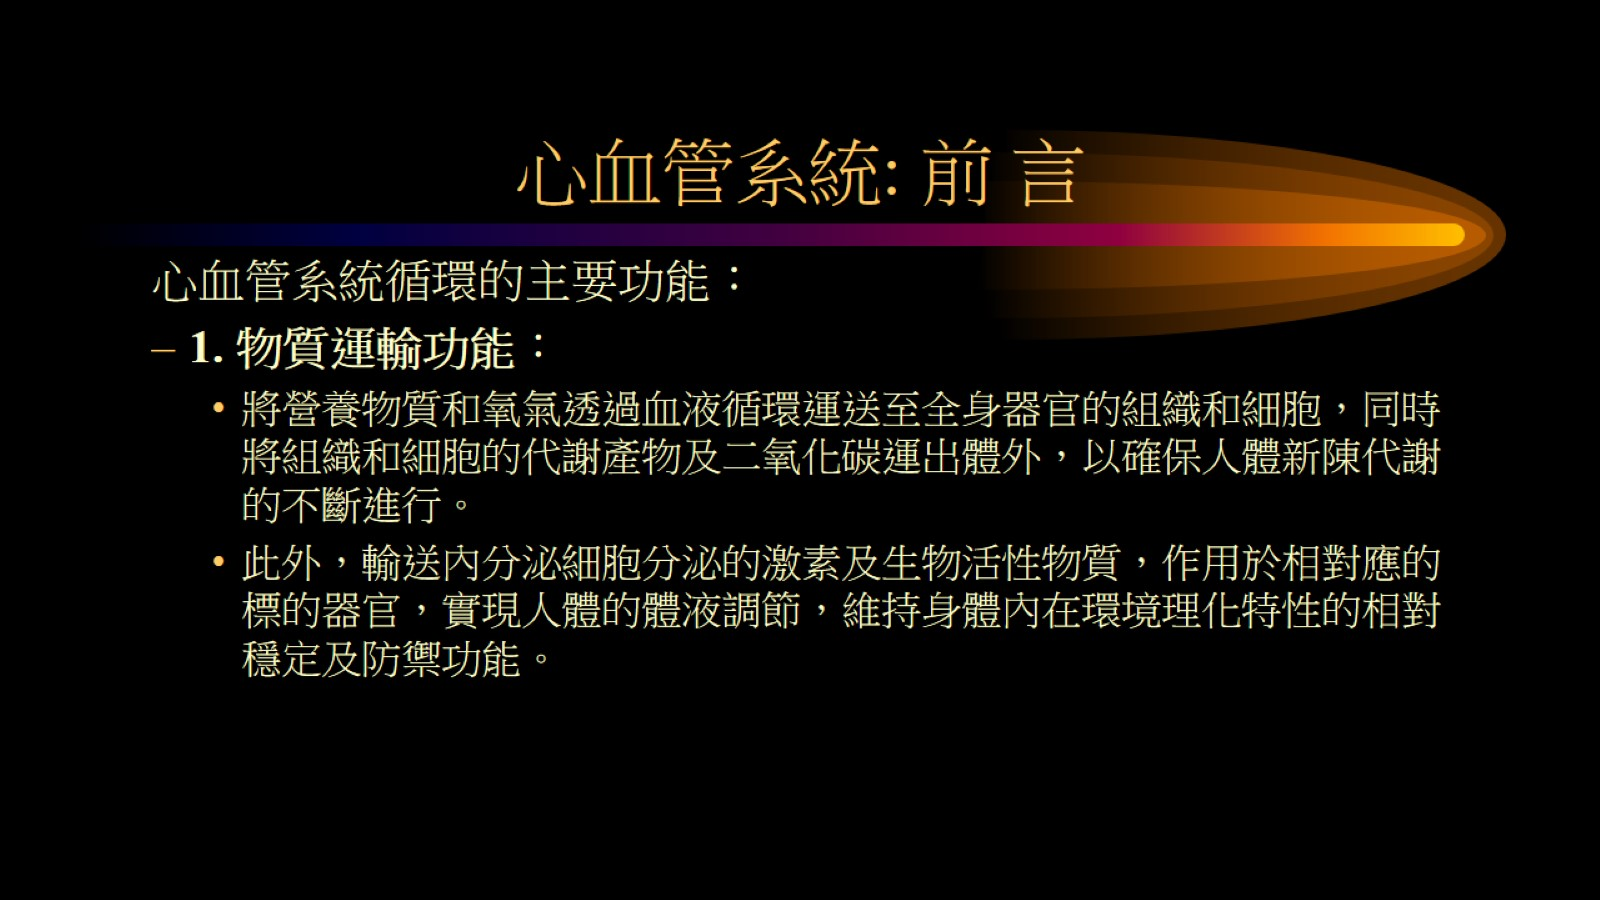 心血管系統: 前 言
心血管系統循環的主要功能：
– 1. 物質運輸功能：
• 將營養物質和氧氣透過血液循環運送至全身器官的組織和細胞，同時
將組織和細胞的代謝產物及二氧化碳運出體外，以確保人體新陳代謝
的不斷進行。
• 此外，輸送內分泌細胞分泌的激素及生物活性物質，作用於相對應的
標的器官，實現人體的體液調節，維持身體內在環境理化特性的相對
穩定及防禦功能。